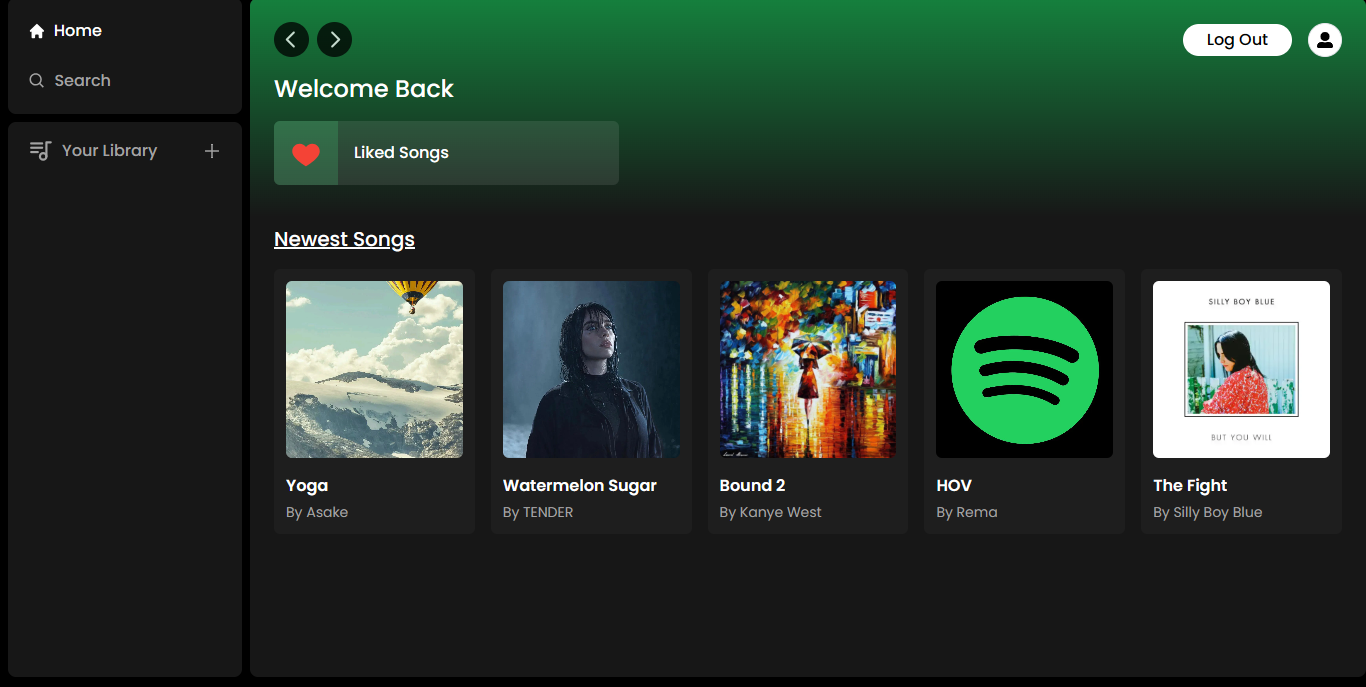 Home
Search
Your Library
Log Out
Welcome Back
Liked Songs
Newest Songs
Yoga
By Asake
Watermelon Sugar
By TENDER
Bound 2
By Kanye West
HOV
By Rema
SILLY BOY BLUE
BUT YOU WILL
The Fight
By Silly Boy Blue